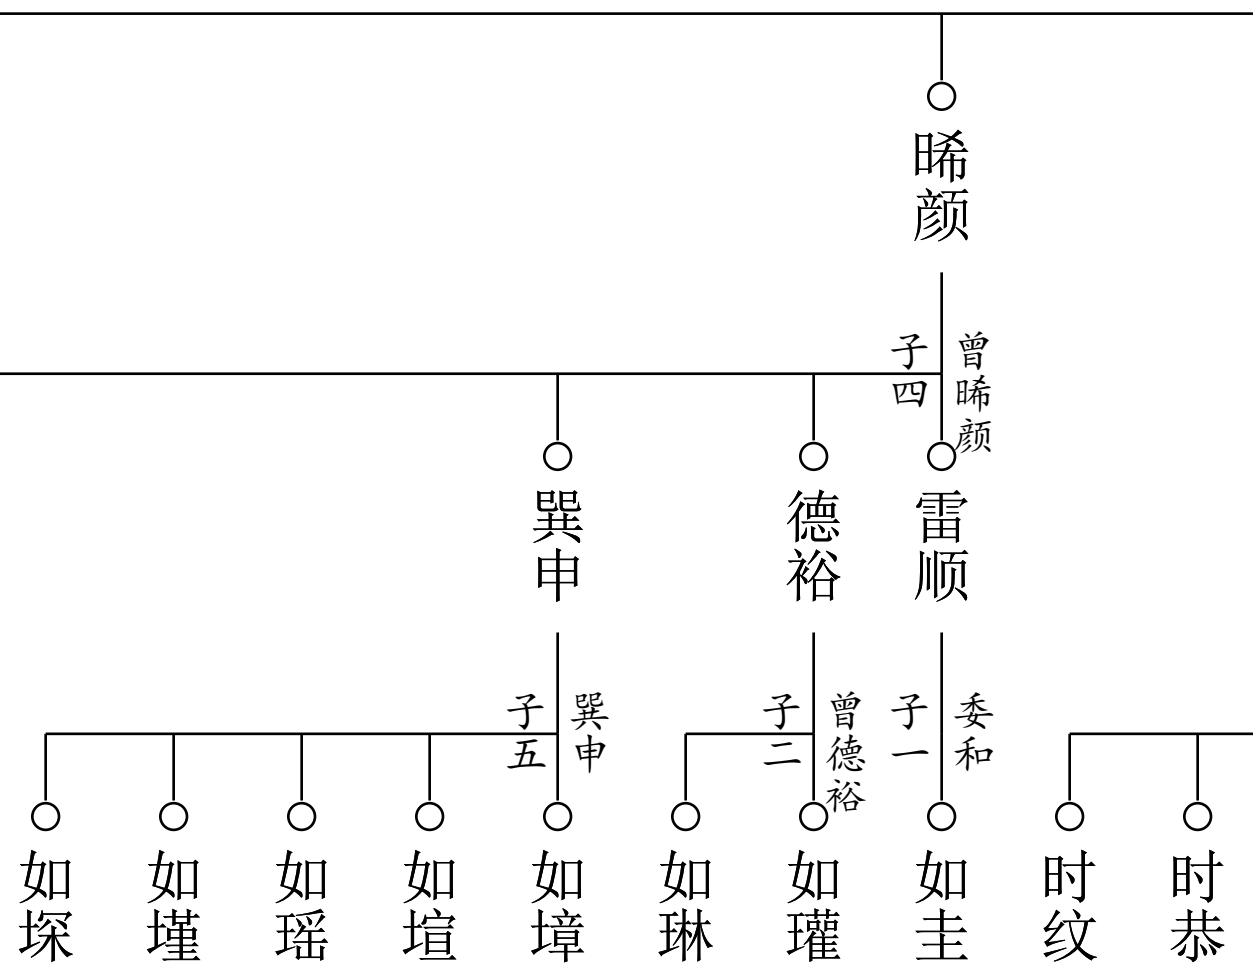 晞颜
曾晞颜
子四
雷顺
德裕
巽申
委和
子一
曾德裕
子二
巽申
子五
时恭
时纹
如圭
如瓘
如琳
如墇
如塇
如瑶
如墐
如堔